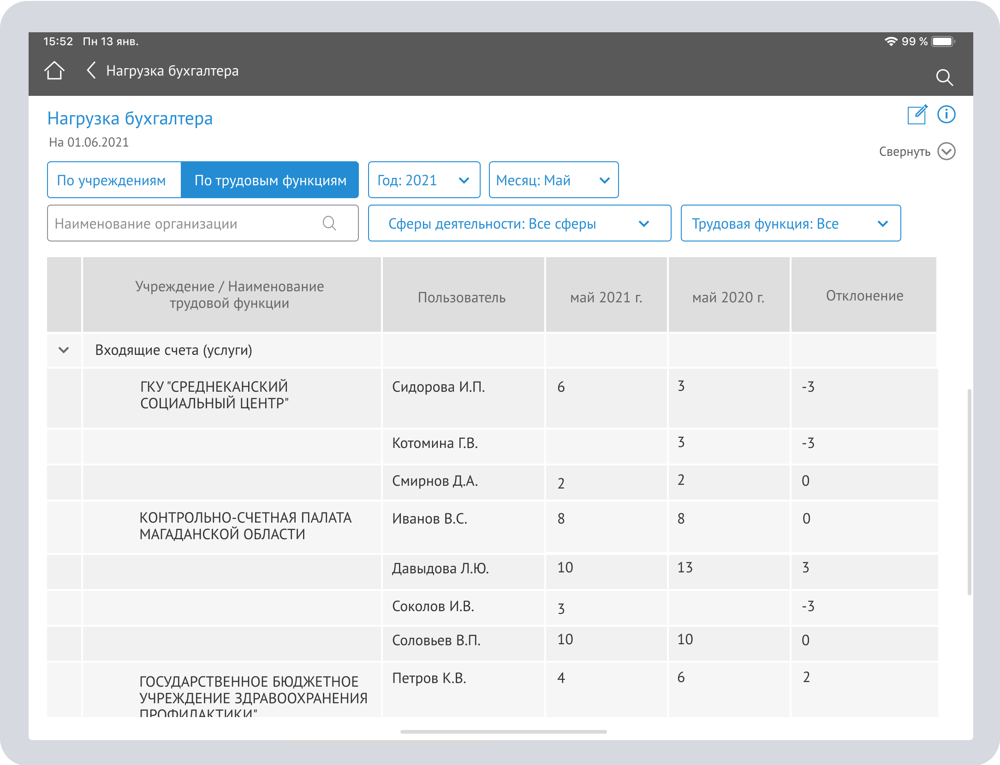 15:52 Пн 13 янв.
99 %
Нагрузка бухгалтера
Нагрузка бухгалтера
На 01.06.2021
Свернуть
По учреждениям
По трудовым функциям
Год: 2021
Месяц: Май
Наименование организации
Сферы деятельности: Все сферы
Трудовая функция: Все
Учреждение / Наименование
трудовой функции
Пользователь
май 2021 г.
май 2020 г.
Отклонение
Входящие счета (услуги)
ГКУ "СРЕДНЕКАНСКИЙ
СОЦИАЛЬНЫЙ ЦЕНТР"
Сидорова И.П.
6
3
-3
Котомина Г.В.
3
-3
Смирнов Д.А.
2
2
0
КОНТРОЛЬНО-СЧЕТНАЯ ПАЛАТА
МАГАДАНСКОЙ ОБЛАСТИ
Иванов В.С.
8
8
0
Давыдова Л.Ю.
10
13
3
Соколов И.В.
3
-3
Соловьев В.П.
10
10
0
ГОСУДАРСТВЕННОЕ БЮДЖЕТНОЕ
УЧРЕЖДЕНИЕ ЗДРАВООХРАНЕНИЯ
ПРОФИЛАКТИКИ"
Петров К.В.
4
6
2